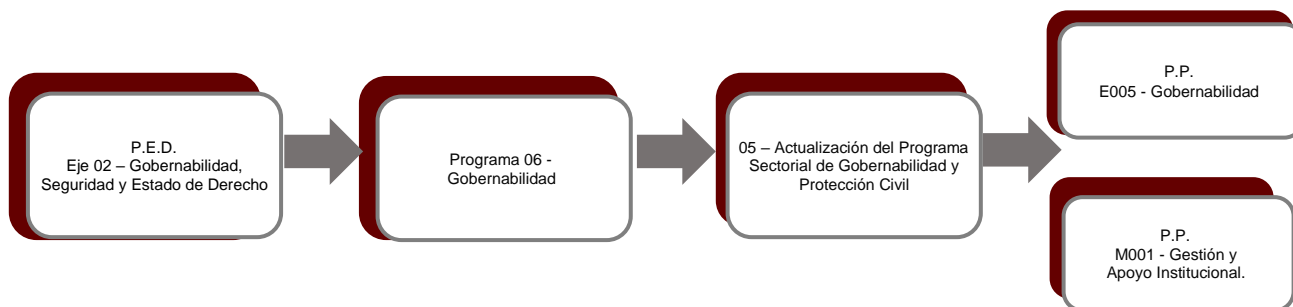 P.E.D.
Eje 02 – Gobernabilidad,
Seguridad y Estado de Derecho
Programa 06 -
Gobernabilidad
05 – Actualización del Programa
Sectorial de Gobernabilidad y
Protección Civil
P.P.
E005 - Gobernabilidad
P.P.
M001 - Gestión y
Apoyo Institucional.